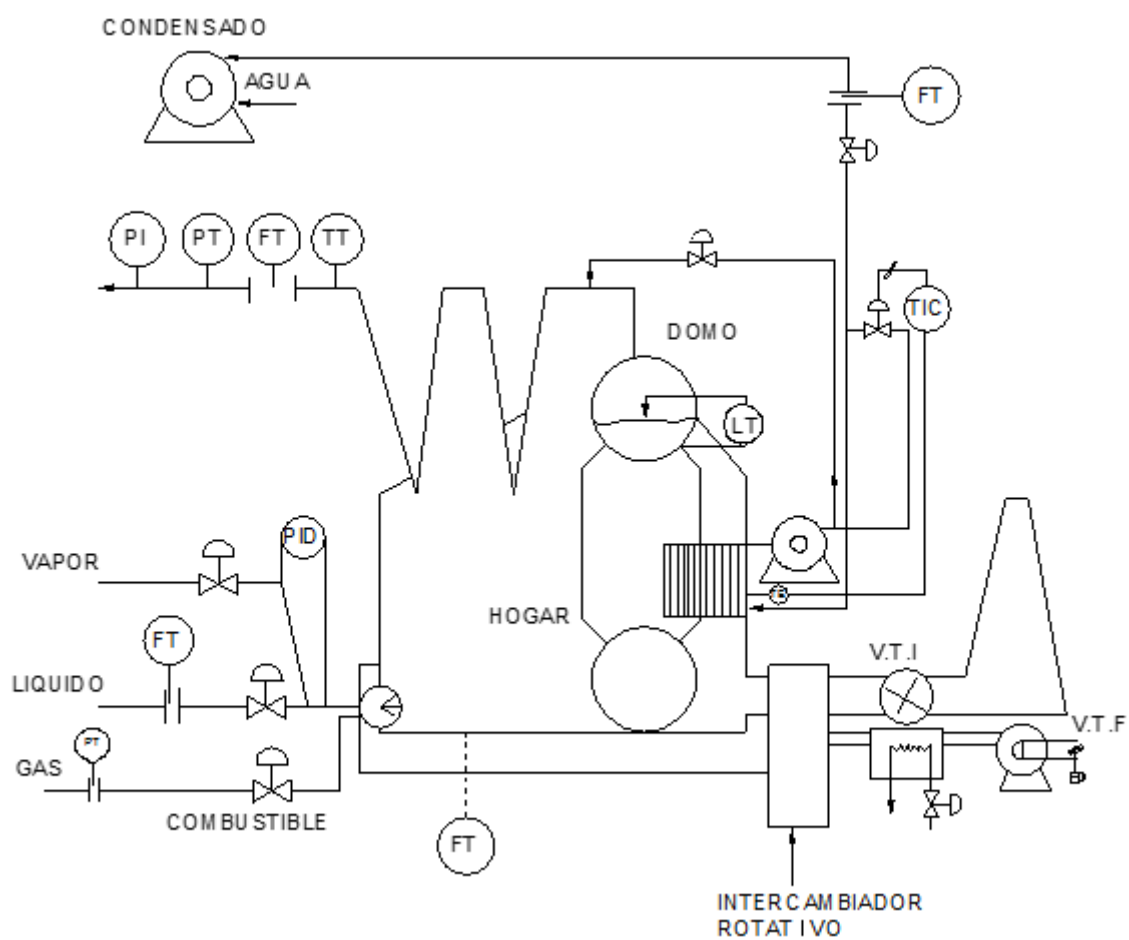 CONDENSADO
AGUA
FT
PI
PT
FT
TT
TIC
DOMO
LT
PID
VAPOR
HOGAR
FT
V.T.I
LIQUIDO
V.T.F
PT
GAS
COMBUSTIBLE
FT
INTERCAMBIADOR
ROTATIVO